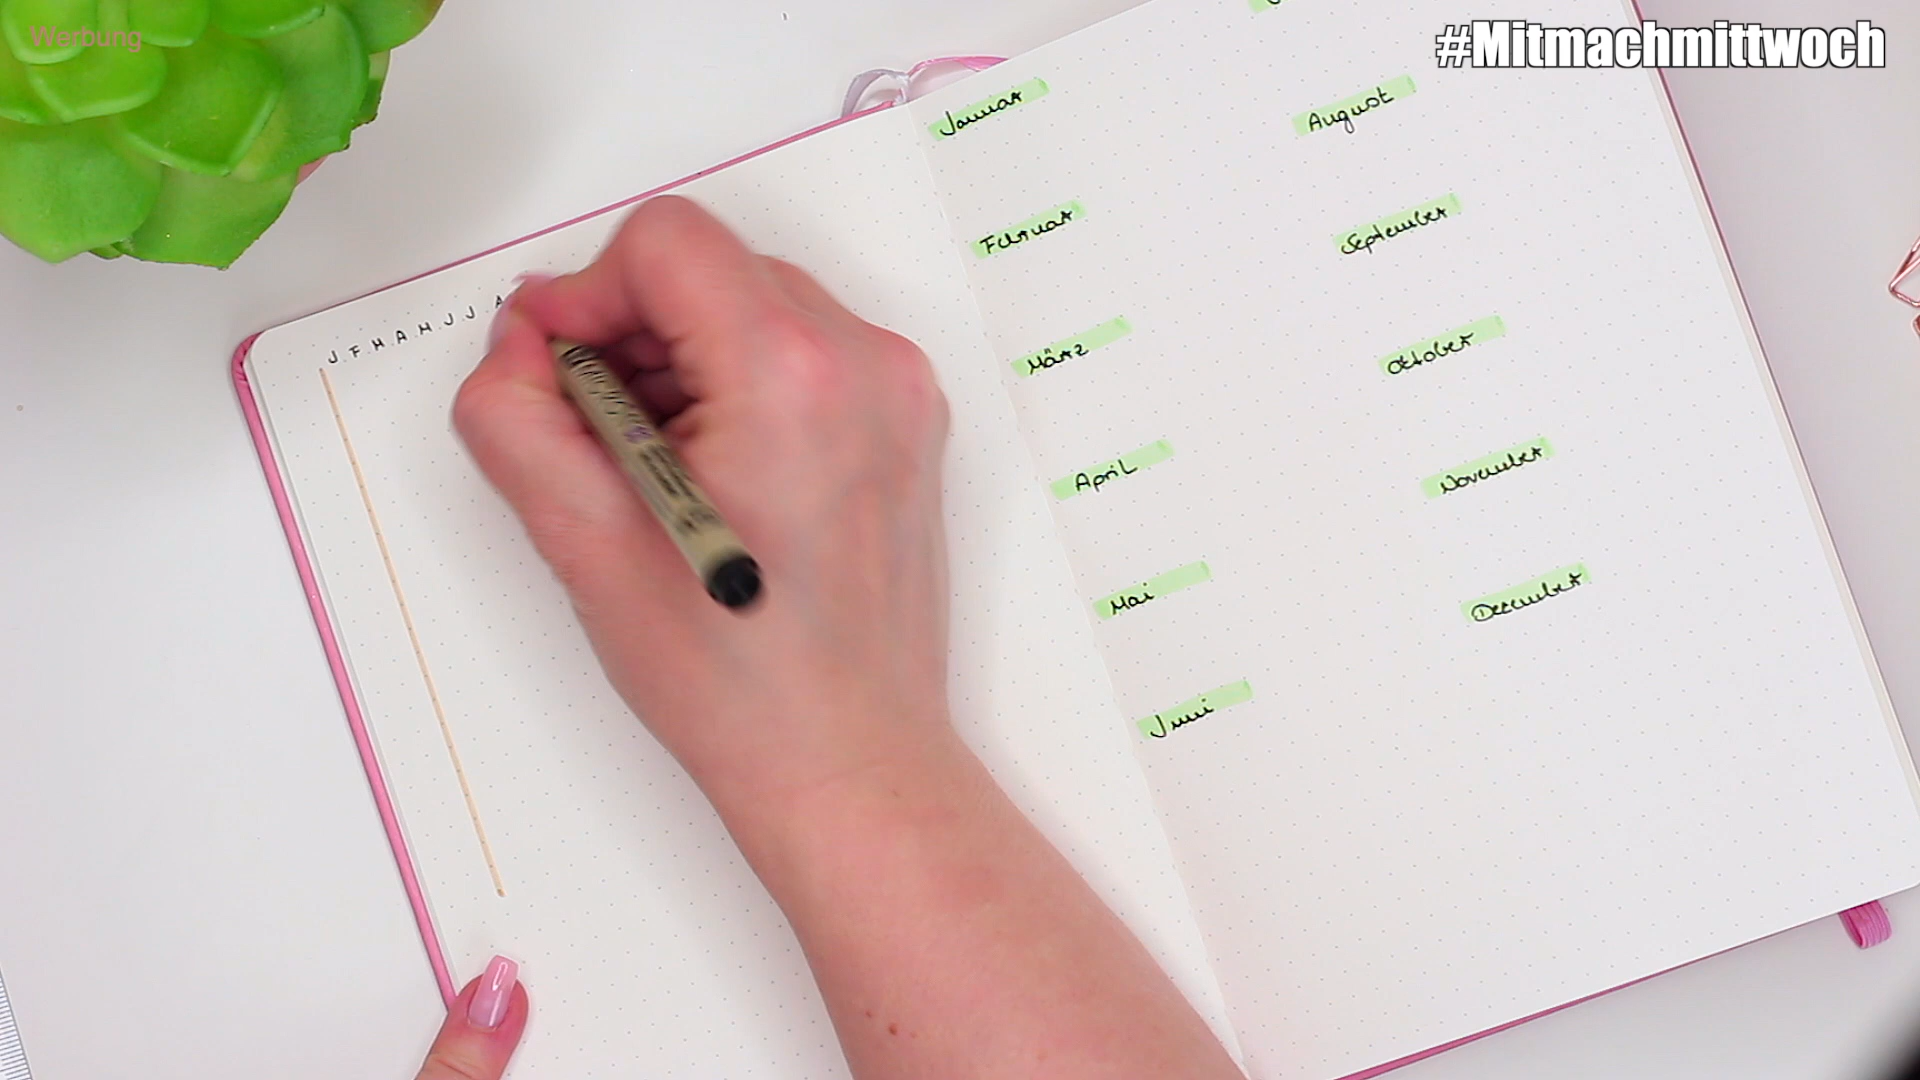 Werbung
#Mitmachmittwoch
J F M A M J J A
Januar
Februar
März
April
Mai
Juni
August
September
Oktober
November
Dezember